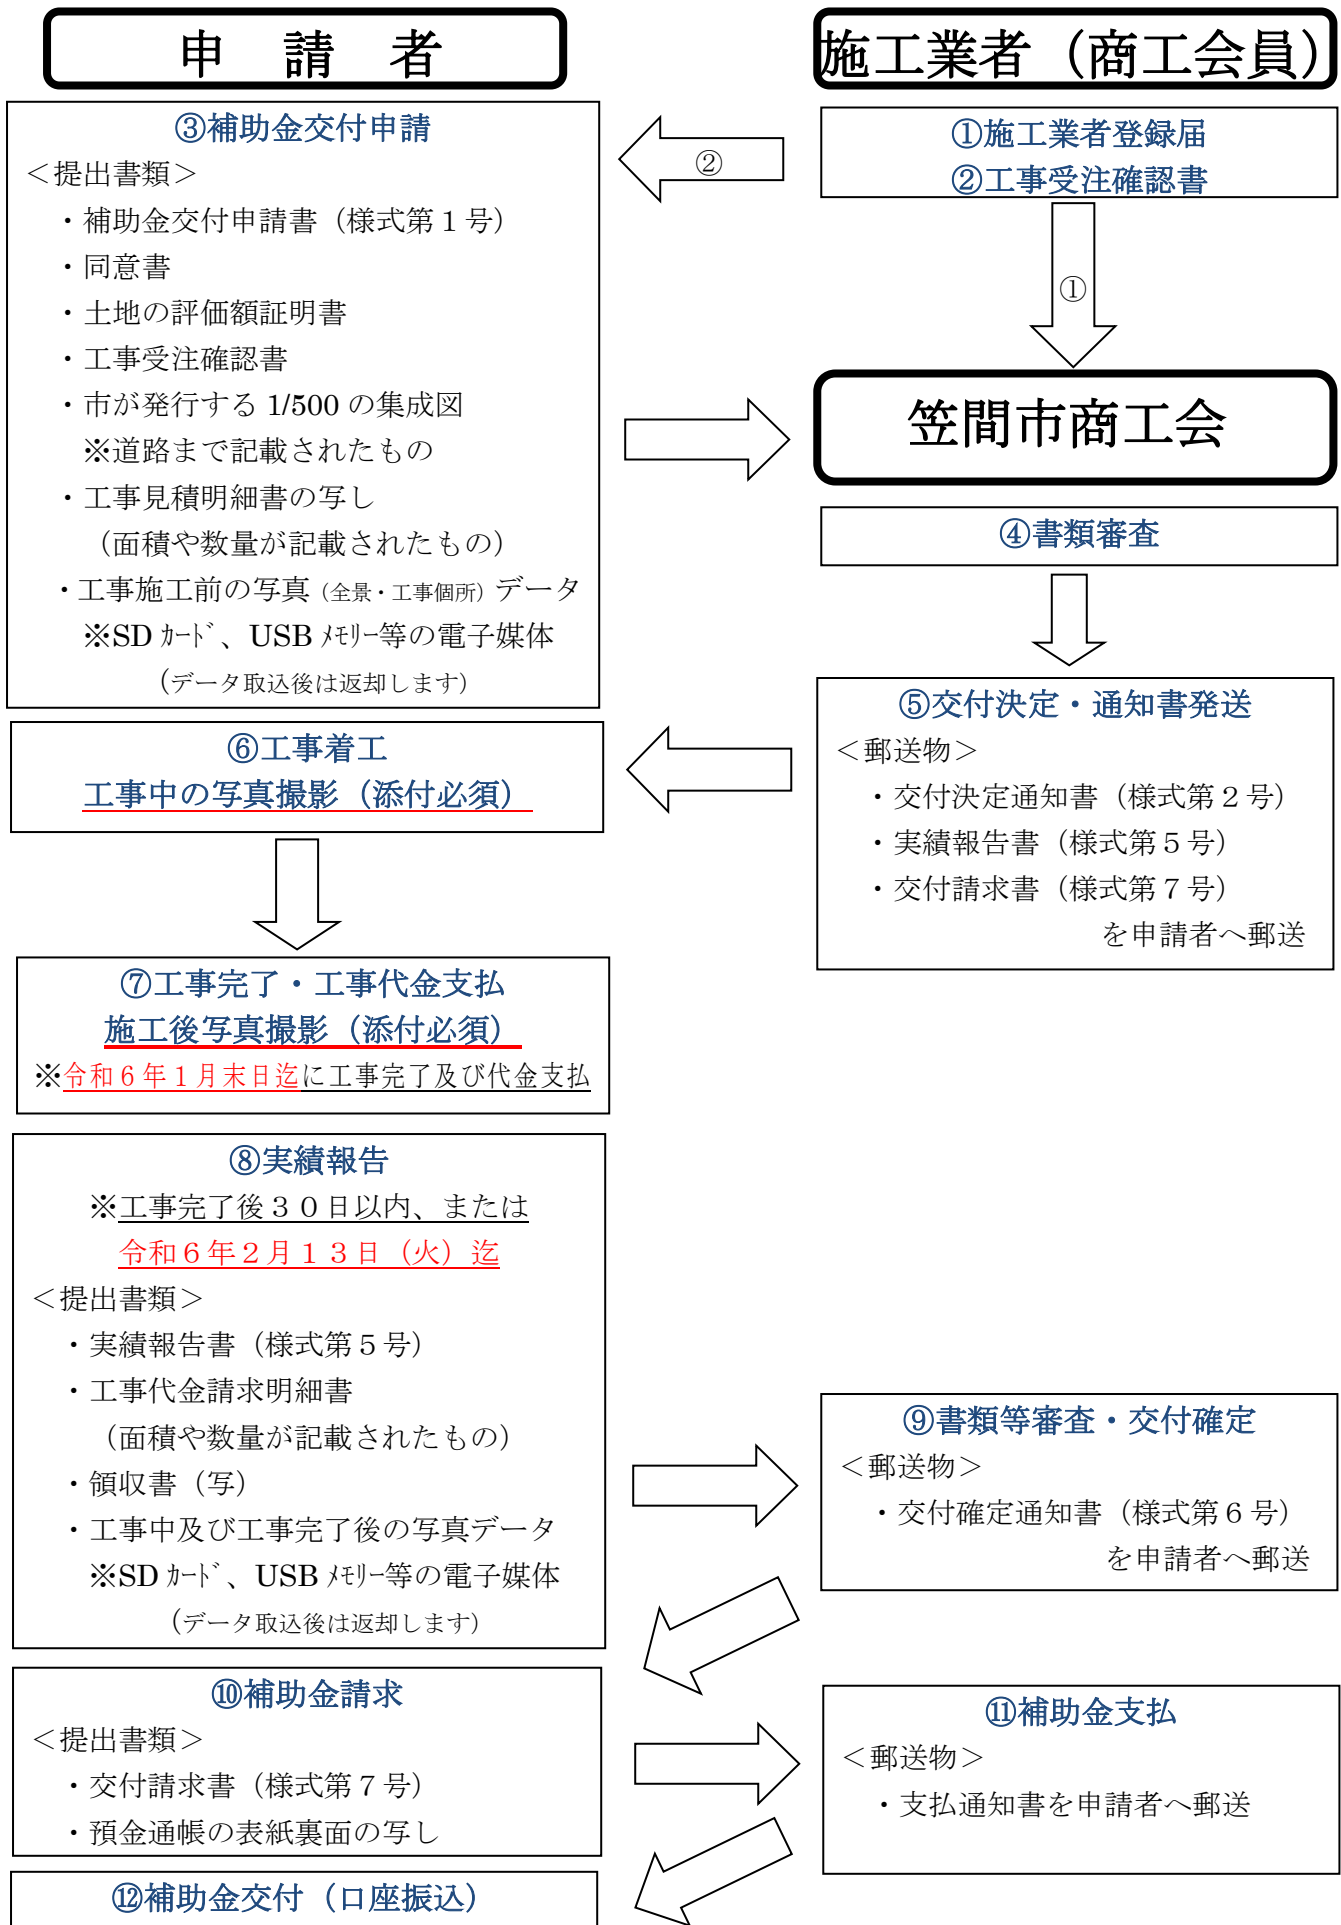 申　請　者
施工業者（商工会員）
③補助金交付申請
＜提出書類＞
・補助金交付申請書（様式第１号）
・同意書
・土地の評価額証明書
・工事受注確認書
・市が発行する 1/500 の集成図
※道路まで記載されたもの
・工事見積明細書の写し
（面積や数量が記載されたもの）
・工事施工前の写真（全景・工事個所）データ
※SD ｶｰﾄﾞ、USB ﾒﾓﾘｰ等の電子媒体
（データ取込後は返却します）
②
①施工業者登録届
②工事受注確認書
①
笠間市商工会
④書類審査
⑤交付決定・通知書発送
＜郵送物＞
・交付決定通知書（様式第２号）
・実績報告書（様式第５号）
・交付請求書（様式第７号）
を申請者へ郵送
⑥工事着工
工事中の写真撮影（添付必須）
⑦工事完了・工事代金支払
施工後写真撮影（添付必須）
※令和６年１月末日迄に工事完了及び代金支払
⑧実績報告
※工事完了後３０日以内、または
令和６年２月１３日（火）迄
＜提出書類＞
・実績報告書（様式第５号）
・工事代金請求明細書
（面積や数量が記載されたもの）
・領収書（写）
・工事中及び工事完了後の写真データ
※SD ｶｰﾄﾞ、USB ﾒﾓﾘｰ等の電子媒体
（データ取込後は返却します）
⑨書類等審査・交付確定
＜郵送物＞
・交付確定通知書（様式第６号）
を申請者へ郵送
⑩補助金請求
＜提出書類＞
・交付請求書（様式第７号）
・預金通帳の表紙裏面の写し
⑪補助金支払
＜郵送物＞
・支払通知書を申請者へ郵送
⑫補助金交付（口座振込）